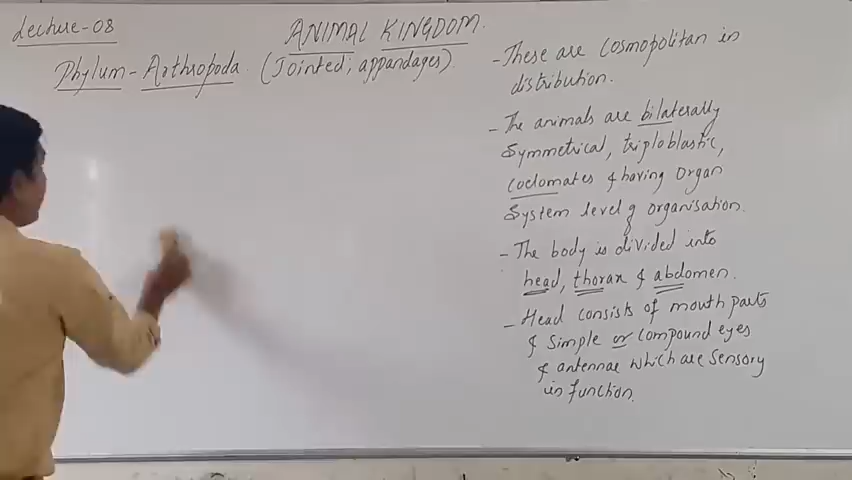 Lecture-08
ANIMAL KINGDOM.
Phylum - Arthropoda. (Jointed; appandages).
- These are Cosmopolitan in
distribution.
- The animals are bilaterally
Symmetrical, triploblastic,
coelomates & having Organ
System level of organisation.
- The body is divided into
head, thorax & abdomen.
- Head consists of mouth parts
& simple or compound eyes
& antennae which are Sensory
in function.